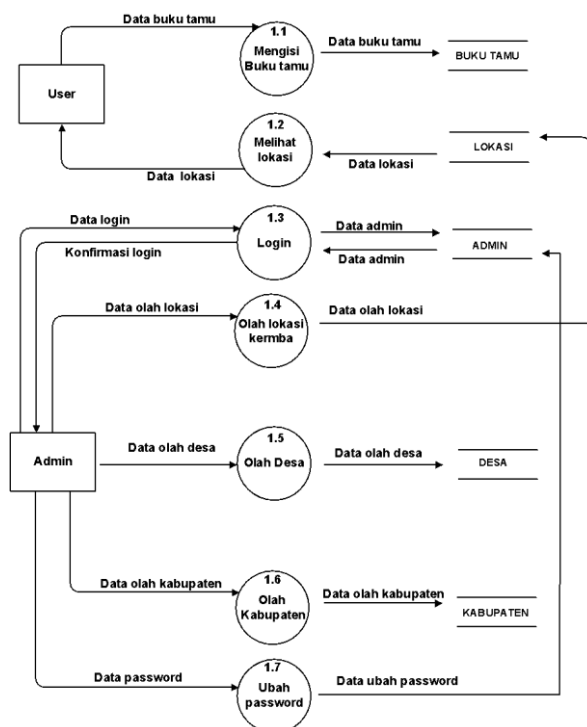 Data buku tamu
1.1
Mengisi
Buku tamu
Data buku tamu
BUKU TAMU
User
1.2
Melihat
lokasi
Data lokasi
LOKASI
Data lokasi
Data login
1.3
Login
Data admin
ADMIN
Konfirmasi login
Data admin
Data olah lokasi
1.4
Olah lokasi
kermba
Data olah lokasi
Admin
Data olah desa
1.5
Olah Desa
Data olah desa
DESA
Data olah kabupaten
1.6
Olah
Kabupaten
Data olah kabupaten
KABUPATEN
Data password
1.7
Ubah
password
Data ubah password